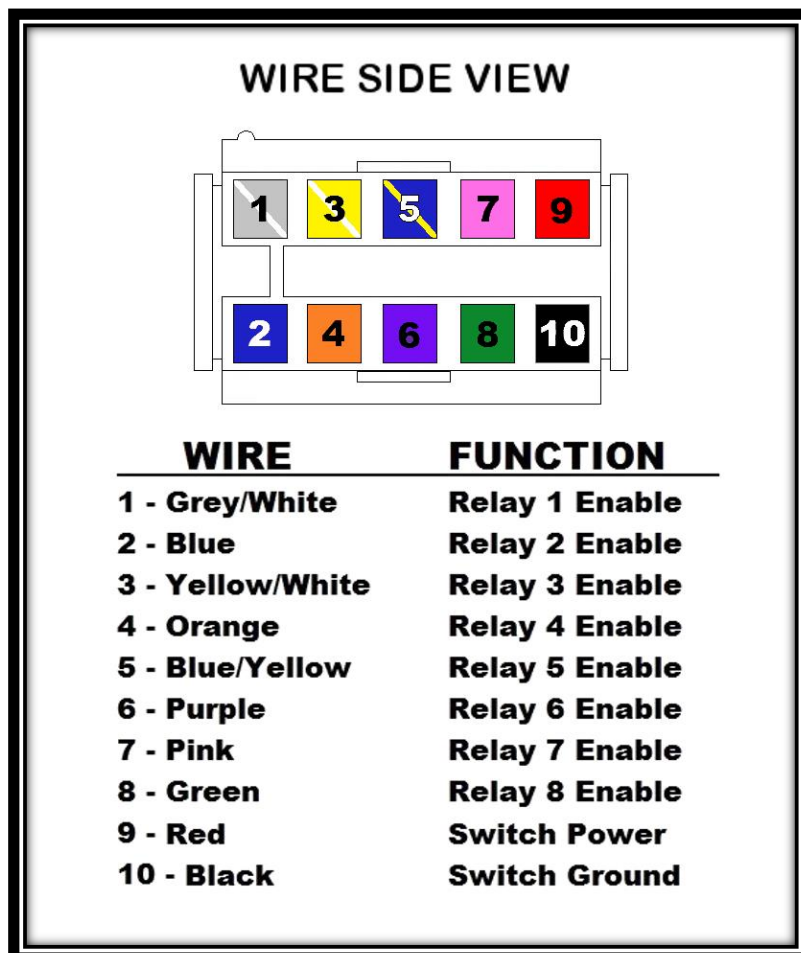 WIRE SIDE VIEW
1 3 5 7 9
2 4 6 8 10
WIRE FUNCTION
1 - Grey/White Relay 1 Enable
2 - Blue Relay 2 Enable
3 - Yellow/White Relay 3 Enable
4 - Orange Relay 4 Enable
5 - Blue/Yellow Relay 5 Enable
6 - Purple Relay 6 Enable
7 - Pink Relay 7 Enable
8 - Green Relay 8 Enable
9 - Red Switch Power
10 - Black Switch Ground